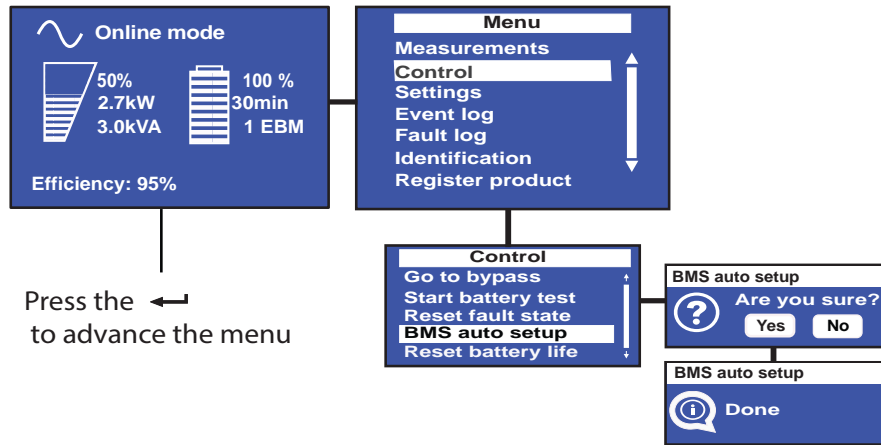 Online mode
50%
2.7kW
3.0kVA
100 %
30min
1 EBM
Efficiency: 95%
Press the
to advance the menu
Menu
Measurements
Control
Settings
Event log
Fault log
Identification
Register product
Control
Go to bypass
Start battery test
Reset fault state
BMS auto setup
Reset battery life
BMS auto setup
?
Are you sure?
Yes No
BMS auto setup
i
Done